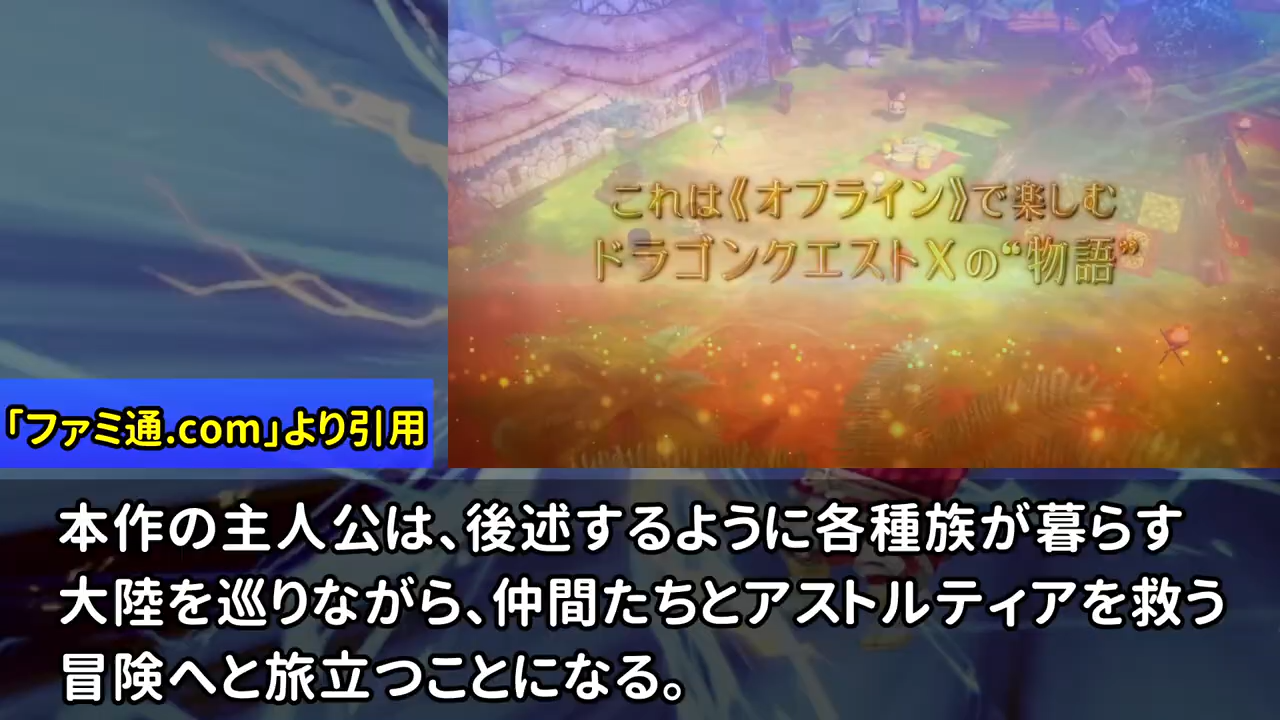 これは《オフライン》で楽しむ
ドラゴンクエストXの“物語”
「ファミ通.com」より引用
本作の主人公は、後述するように各種族が暮らす
大陸を巡りながら、仲間たちとアストルティアを救う
冒険へと旅立つことになる。